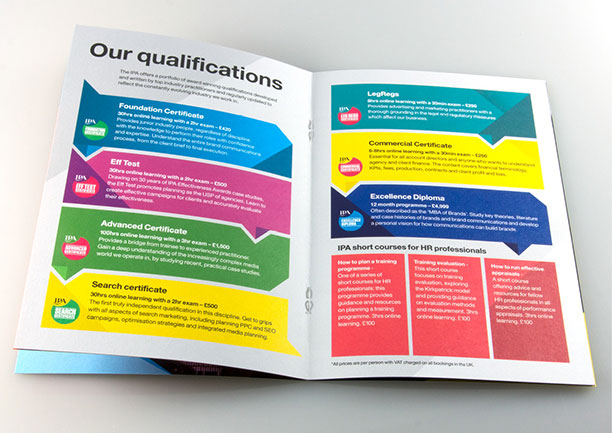 Our qualifications
The IPA offers a portfolio of award winning qualifications developed
and written by top industry practitioners and regularly updated to
reflect the constantly evolving industry we work in.
IPA
FOUNDATION
CERTIFICATE
Foundation Certificate
30hrs online learning with a 2hr exam – £420
Provides junior industry people, regardless of discipline
with the knowledge to perform their roles with confidence
and expertise. Understand the entire brand communications
process, from the client brief to final execution.
IPA
EFF TEST
CERTIFICATE
Eff Test
30hrs online learning with a 2hr exam –
Drawing on 30 years of IPA Effectiveness Awards case studies,
the Eff Test promotes planning as the USP of agencies. Learn to
create effective campaigns for clients and accurately evaluate
their effectiveness.
IPA
ADVANCED
CERTIFICATE
Advanced Certificate
100hrs online learning with a 2hr exam – £1,500
Provides a bridge from trainee to experienced practitioner.
Gain a deep understanding of the increasingly complex media
world we operate in, by studying recent, practical case studies.
IPA
SEARCH
CERTIFICATE
Search certificate
30hrs online learning with a 2hr exam – £500
The first truly independent qualification in this discipline. Get to grips
with all aspects of search marketing, including planning PPC and SEO
campaigns, optimisation strategies and integrated media planning.
IPA
LEG REGS
LegRegs
8hrs online learning with a 30min exam –
Provides advertising and marketing practitioners with a
thorough grounding in the legal and regulatory measures
which affect our business.
IPA
COMMERCIAL
CERTIFICATE
Commercial Certificate
6-8hrs online learning with a 30min exam – £250
Essential for all account directors and anyone who wants to understand
agency and client finance. The content covers financial terminology,
KPIs, fees, production, contracts and client profit and loss.
IPA
EXCELLENCE
DIPLOMA
Excellence Diploma
12 month programme – £4,999
Often described as the 'MBA of Brands'. Study key theories, literature
and case histories of brands and brand communications and develop
a personal vision for how communications can build brands.
IPA short courses for HR professionals
How to plan a training
programme –
One of a series of
short courses for HR
professionals: this
programme provides
guidance and resources
on planning a training
programme. 3hrs online
learning. £100
Training evaluation –
This short course
focuses on training
evaluation, exploring
the Kirkpatrick model
and providing guidance
on evaluation methods
and measurement. 3hrs
online learning. £100
How to run effective
appraisals –
A short course
offering advice and
resources for fellow
HR professionals in all
aspects of performance
appraisals. 3hrs online
learning. £100
*All prices are per person with VAT charged on all bookings in the UK.